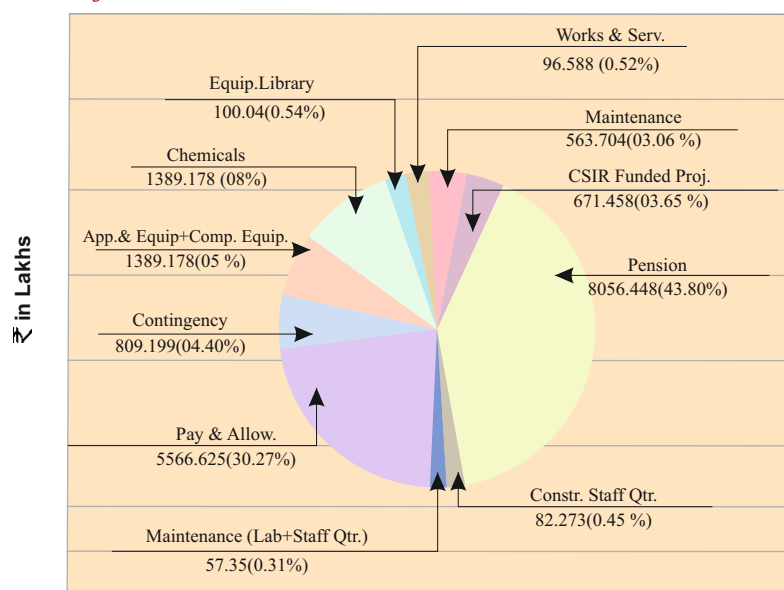 Works & Serv.
96.588 (0.52%)
Equip.Library
100.04(0.54%)
Maintenance
563.704(03.06 %)
Chemicals
1389.178 (08%)
CSIR Funded Proj.
671.458(03.65 %)
App.& Equip+Comp. Equip.
1389.178(05 %)
Pension
8056.448(43.80%)
₹ in Lakhs
Contingency
809.199(04.40%)
Pay & Allow.
5566.625(30.27%)
Constr. Staff Qtr.
82.273(0.45 %)
Maintenance (Lab+Staff Qtr.)
57.35(0.31%)